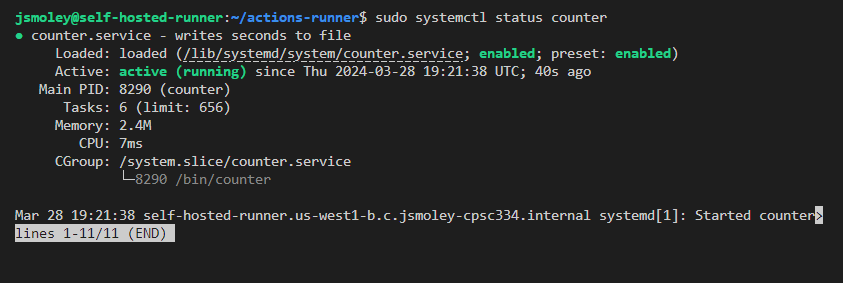 jsmoley@self-hosted-runner:~/actions-runner$ sudo systemctl status counter
● counter.service - writes seconds to file
Loaded: loaded (/lib/systemd/system/counter.service; enabled; preset: enabled)
Active: active (running) since Thu 2024-03-28 19:21:38 UTC; 40s ago
Main PID: 8290 (counter)
Tasks: 6 (limit: 656)
Memory: 2.4M
CPU: 7ms
CGroup: /system.slice/counter.service
└─8290 /bin/counter
Mar 28 19:21:38 self-hosted-runner.us-west1-b.c.jsmoley-cpsc334.internal systemd[1]: Started counter>
lines 1-11/11 (END)